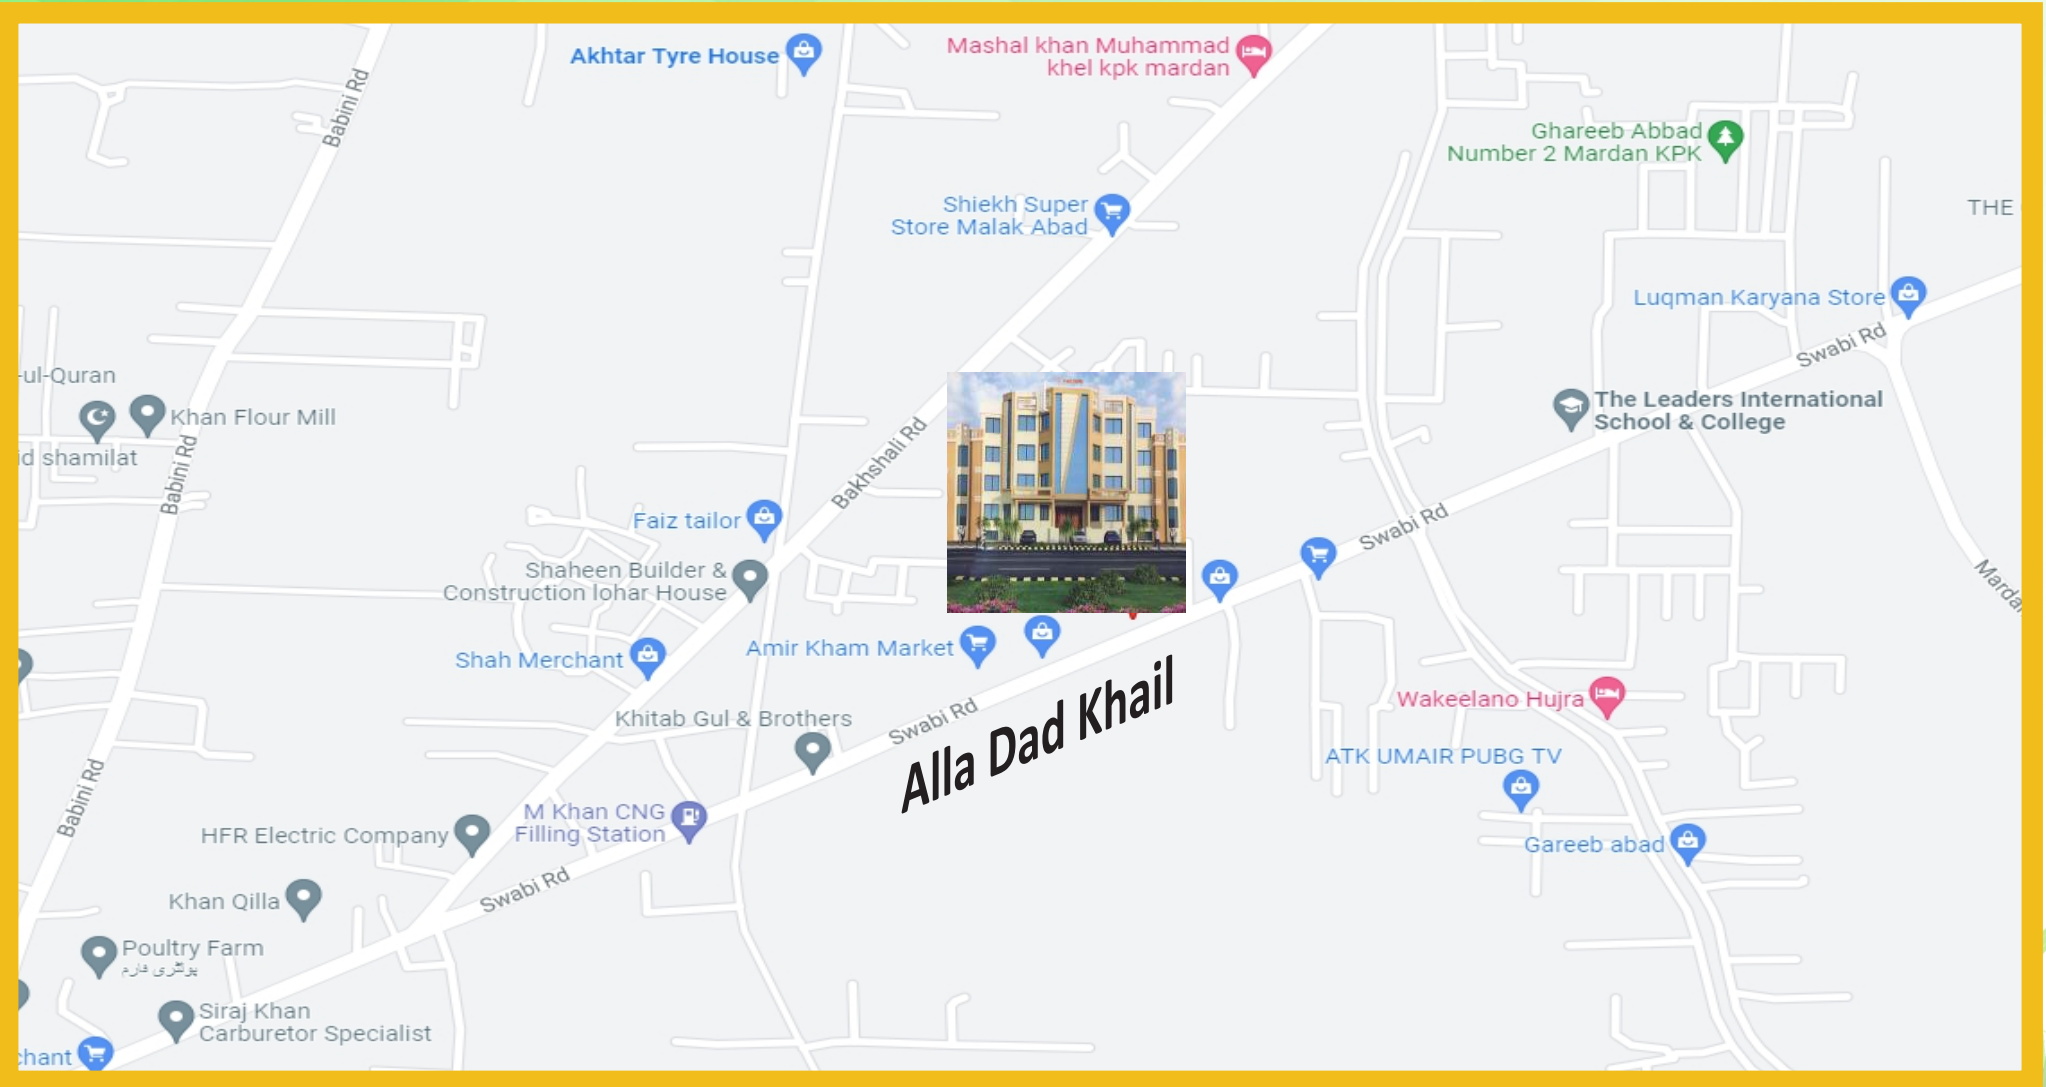 Akhtar Tyre House
Mashal khan Muhammad
khel kpk mardan
Babini Rd
Ghareeb Abbad
Number 2 Mardan KPK
Shiekh Super
Store Malak Abad
THE
Luqman Karyana Store
Swabi Rd
-ul-Quran
Khan Flour Mill
The Leaders International
School & College
id shamilat
Babini Rd
Bakhshali Rd
Faiz tailor
Swabi Rd
Shaheen Builder &
Construction lohar House
Mardan
Amir Kham Market
Shah Merchant
Alla Dad Khail
Wakeelano Hujra
Khitab Gul & Brothers
Swabi Rd
ATK UMAIR PUBG TV
Babini Rd
M Khan CNG
Filling Station
HFR Electric Company
Gareeb abad
Swabi Rd
Khan Qilla
Poultry Farm
پولٹری فارم
Siraj Khan
Carburetor Specialist
chant